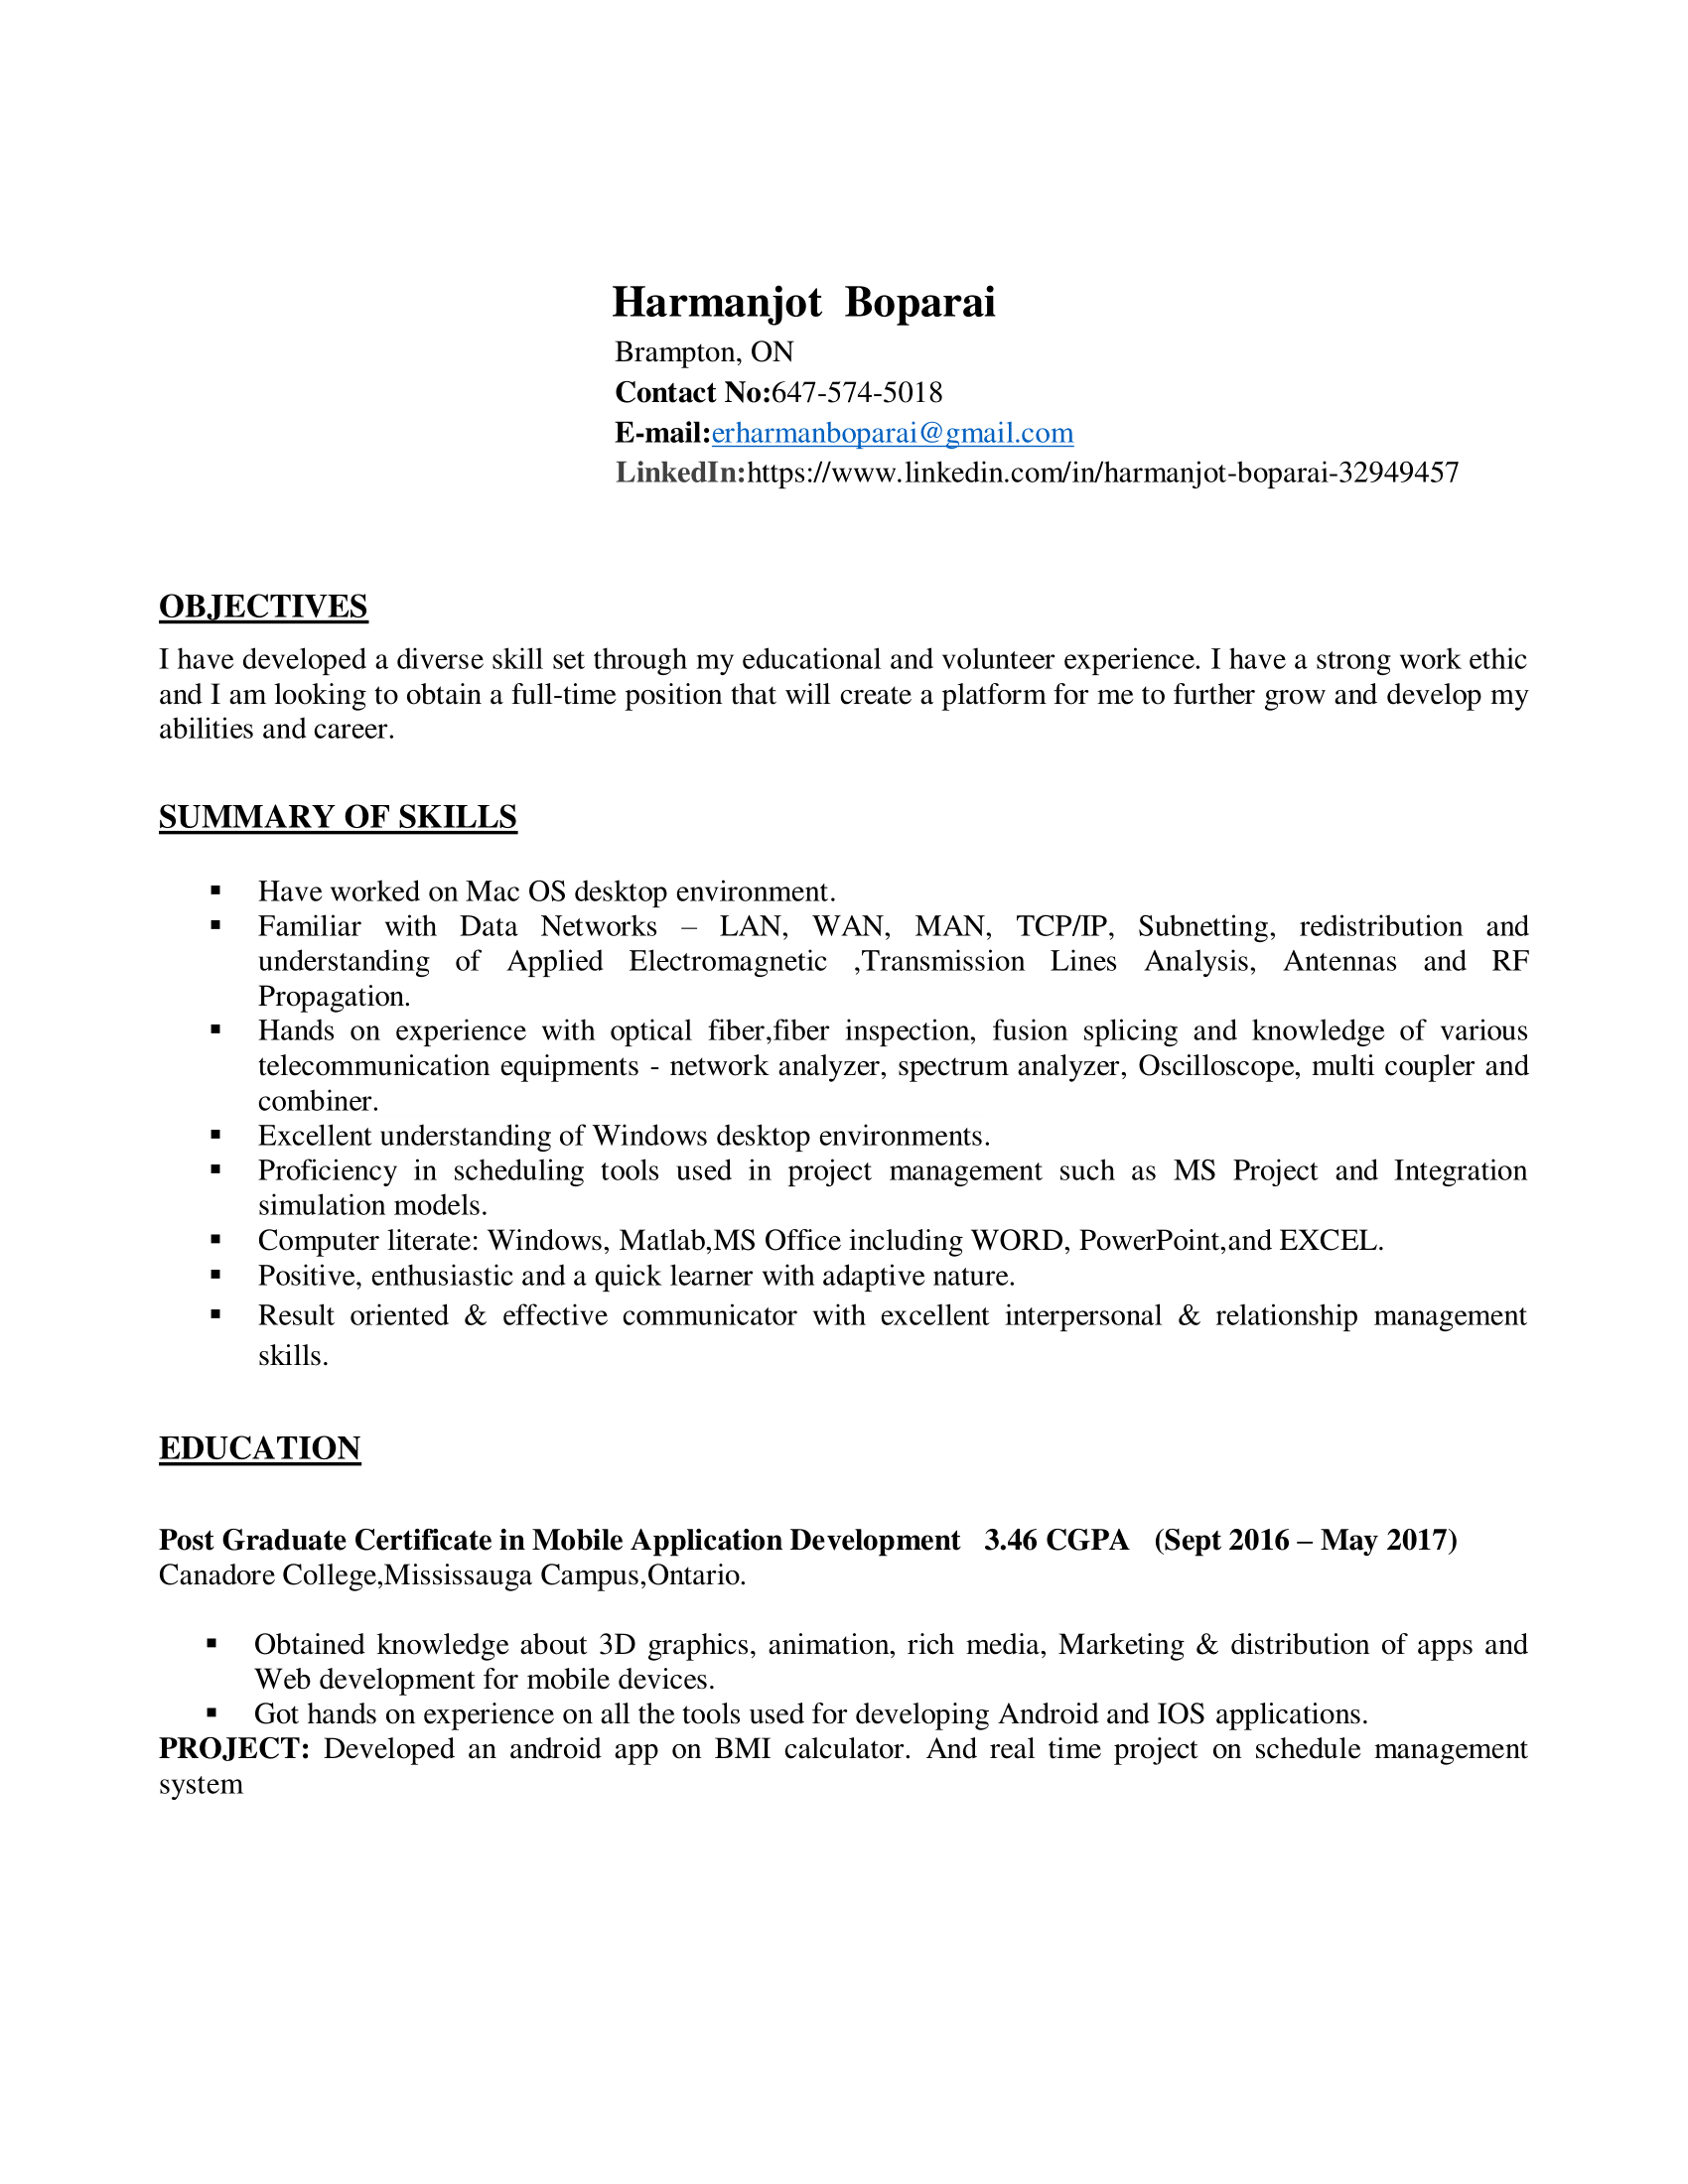 Harmanjot Boparai
Brampton, ON
Contact No:647-574-5018
E-mail:erharmanboparai@gmail.com
LinkedIn:https://www.linkedin.com/in/harmanjot-boparai-32949457
OBJECTIVES
I have developed a diverse skill set through my educational and volunteer experience. I have a strong work ethic
and I am looking to obtain a full-time position that will create a platform for me to further grow and develop my
abilities and career.
SUMMARY OF SKILLS
▪ Have worked on Mac OS desktop environment.
▪ Familiar with Data Networks – LAN, WAN, MAN, TCP/IP, Subnetting, redistribution and
understanding of Applied Electromagnetic ,Transmission Lines Analysis, Antennas and RF
Propagation.
▪ Hands on experience with optical fiber,fiber inspection, fusion splicing and knowledge of various
telecommunication equipments - network analyzer, spectrum analyzer, Oscilloscope, multi coupler and
combiner.
▪ Excellent understanding of Windows desktop environments.
▪ Proficiency in scheduling tools used in project management such as MS Project and Integration
simulation models.
▪ Computer literate: Windows, Matlab,MS Office including WORD, PowerPoint,and EXCEL.
▪ Positive, enthusiastic and a quick learner with adaptive nature.
▪ Result oriented & effective communicator with excellent interpersonal & relationship management
skills.
EDUCATION
Post Graduate Certificate in Mobile Application Development 3.46 CGPA (Sept 2016 – May 2017)
Canadore College,Mississauga Campus,Ontario.
▪ Obtained knowledge about 3D graphics, animation, rich media, Marketing & distribution of apps and
Web development for mobile devices.
▪ Got hands on experience on all the tools used for developing Android and IOS applications.
PROJECT: Developed an android app on BMI calculator. And real time project on schedule management
system